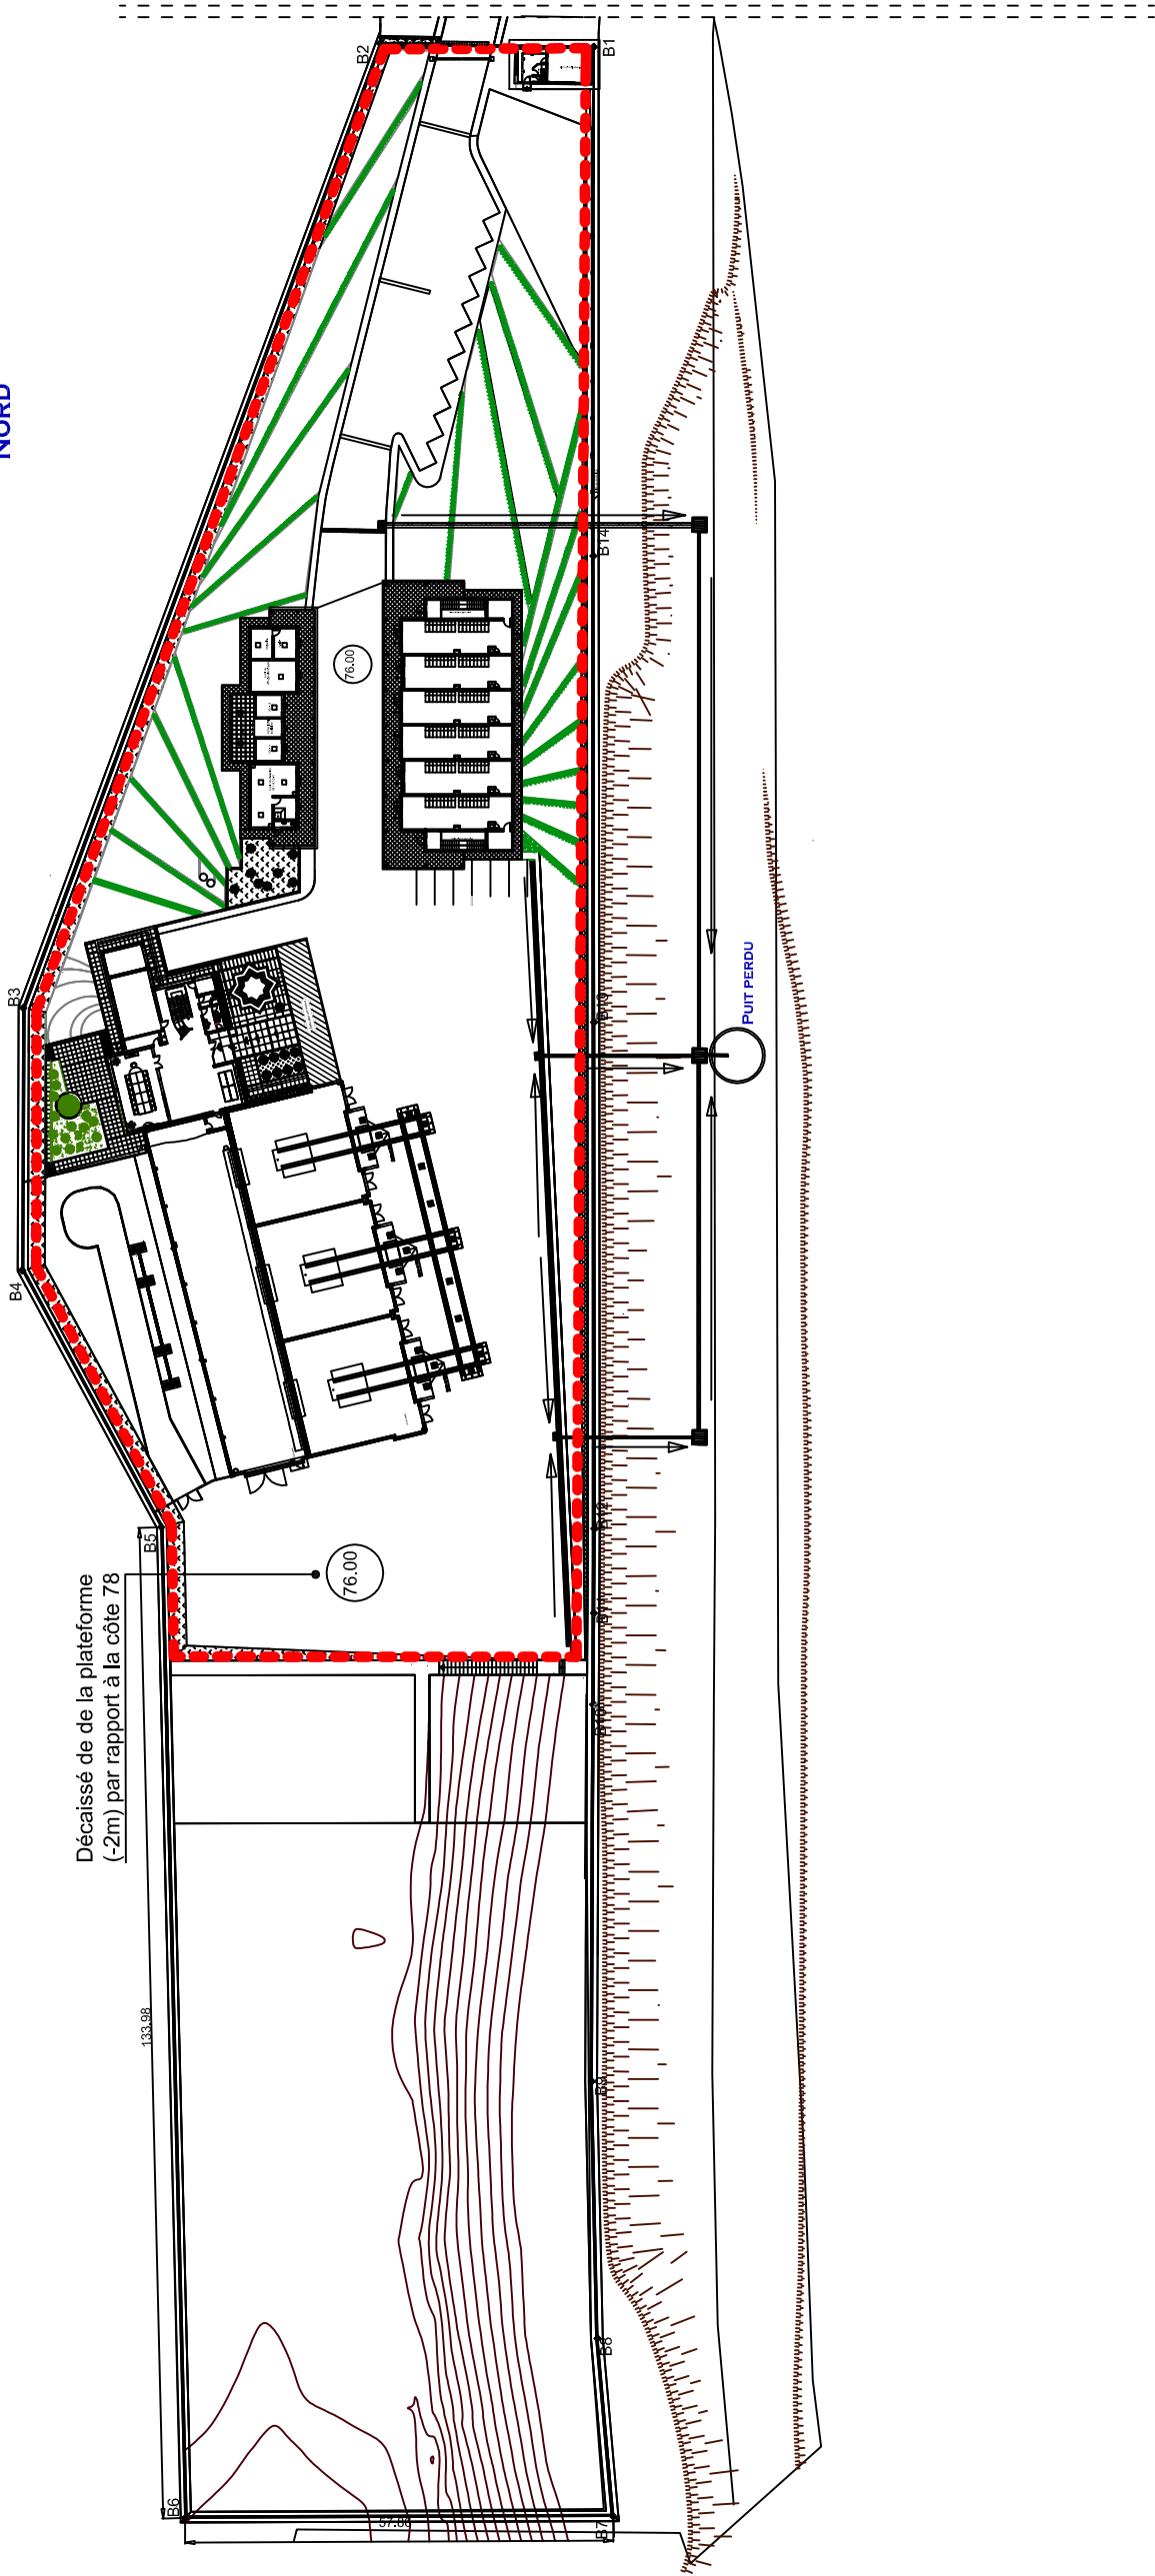 NORD
B2
B1
B14
76.00
B3
PUIT PERDU
B4
B5
76.00
Décaissé de de la plateforme
(-2m) par rapport à la côte 78
133.98
B9
B8
B6
B7